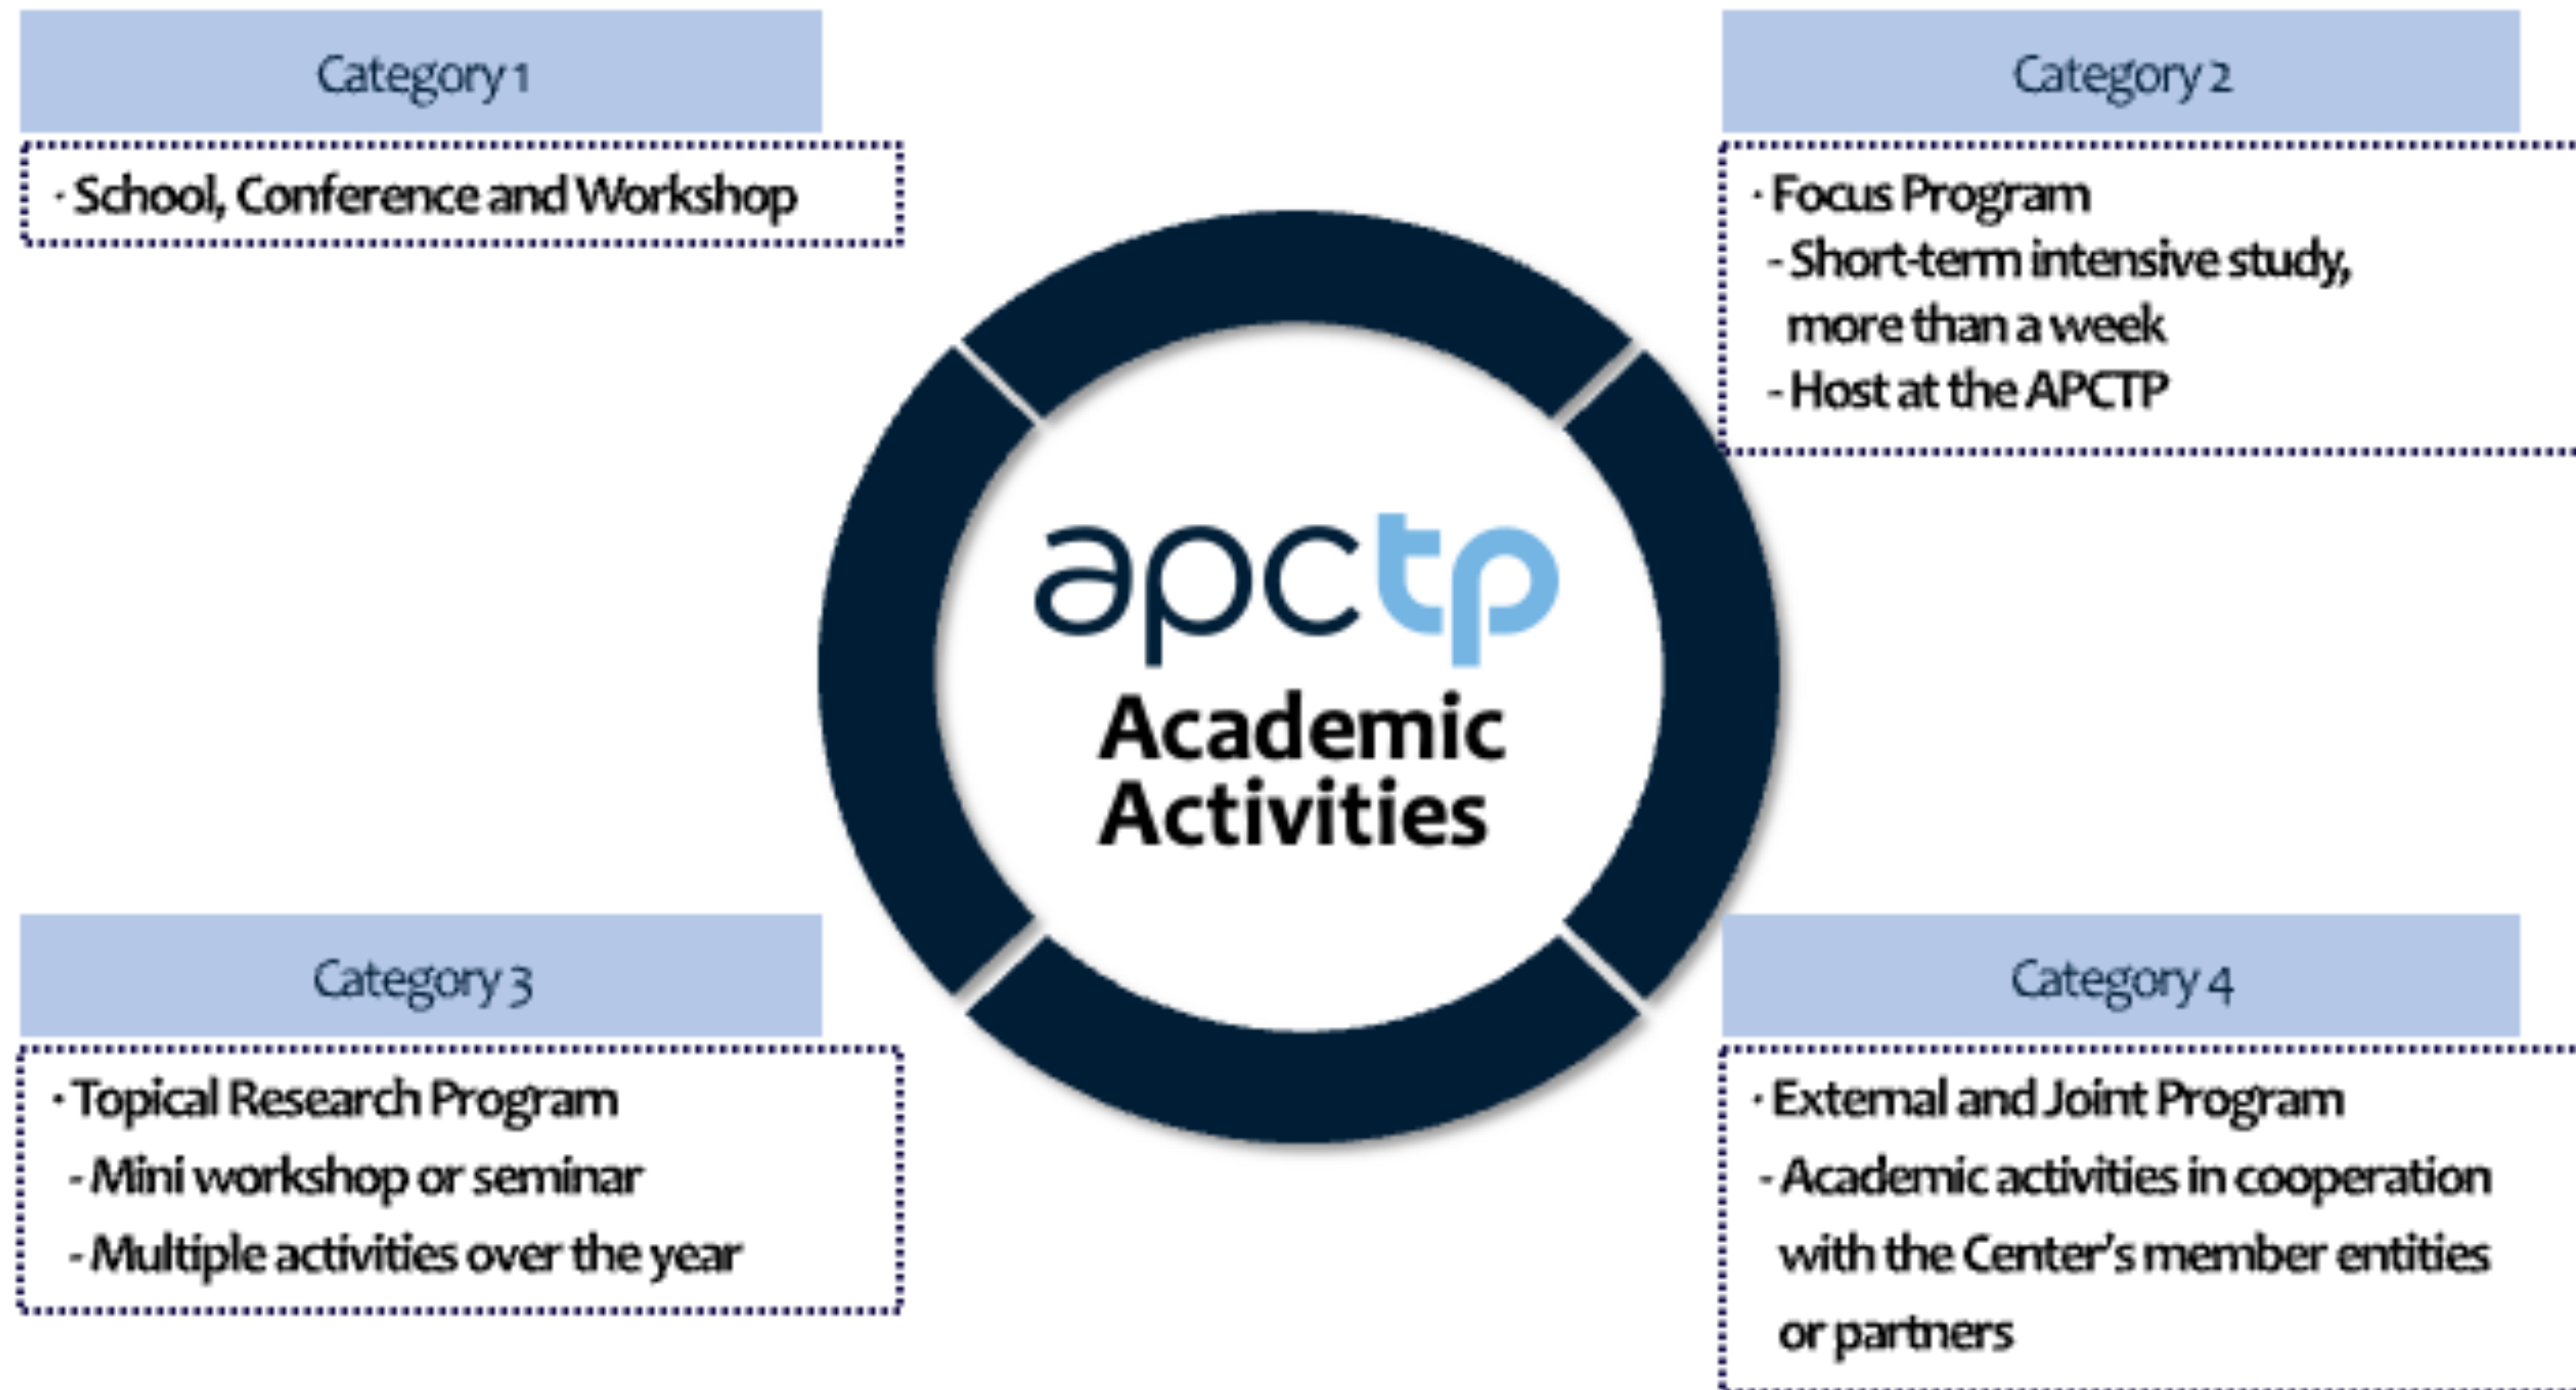 Category 1
· School, Conference and Workshop
Category 2
· Focus Program
- Short-term intensive study,
more than a week
- Host at the APCTP
apctp
Academic
Activities
Category 3
· Topical Research Program
- Mini workshop or seminar
- Multiple activities over the year
Category 4
· External and Joint Program
- Academic activities in cooperation
with the Center's member entities
or partners